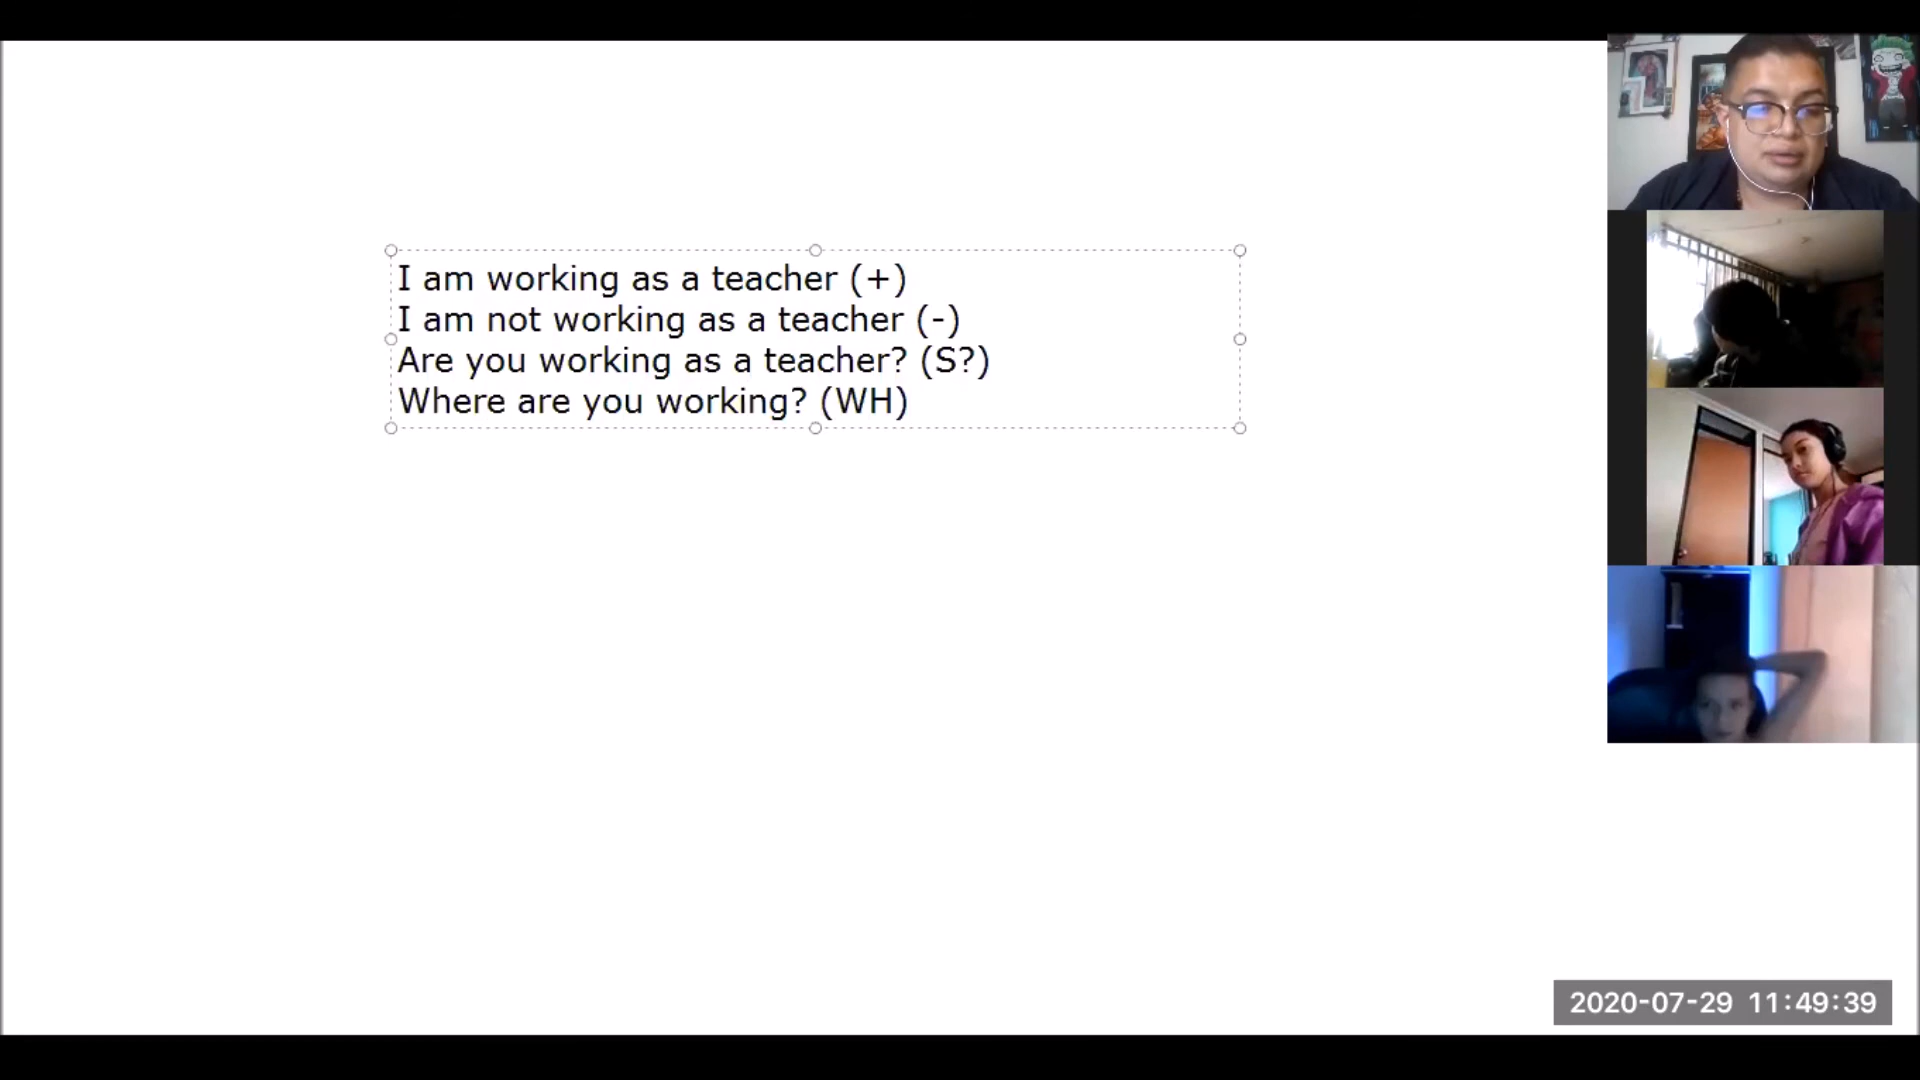 I am working as a teacher (+)
I am not working as a teacher (-)
Are you working as a teacher? (S?)
Where are you working? (WH)
2020-07-29 11:49:39